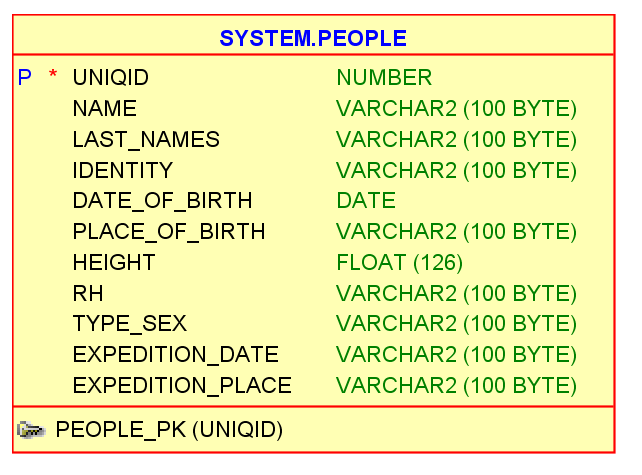 SYSTEM.PEOPLE
P * UNIQID NUMBER
NAME VARCHAR2 (100 BYTE)
LAST_NAMES VARCHAR2 (100 BYTE)
IDENTITY VARCHAR2 (100 BYTE)
DATE_OF_BIRTH DATE
PLACE_OF_BIRTH VARCHAR2 (100 BYTE)
HEIGHT FLOAT (126)
RH VARCHAR2 (100 BYTE)
TYPE_SEX VARCHAR2 (100 BYTE)
EXPEDITION_DATE VARCHAR2 (100 BYTE)
EXPEDITION_PLACE VARCHAR2 (100 BYTE)
PEOPLE_PK (UNIQID)